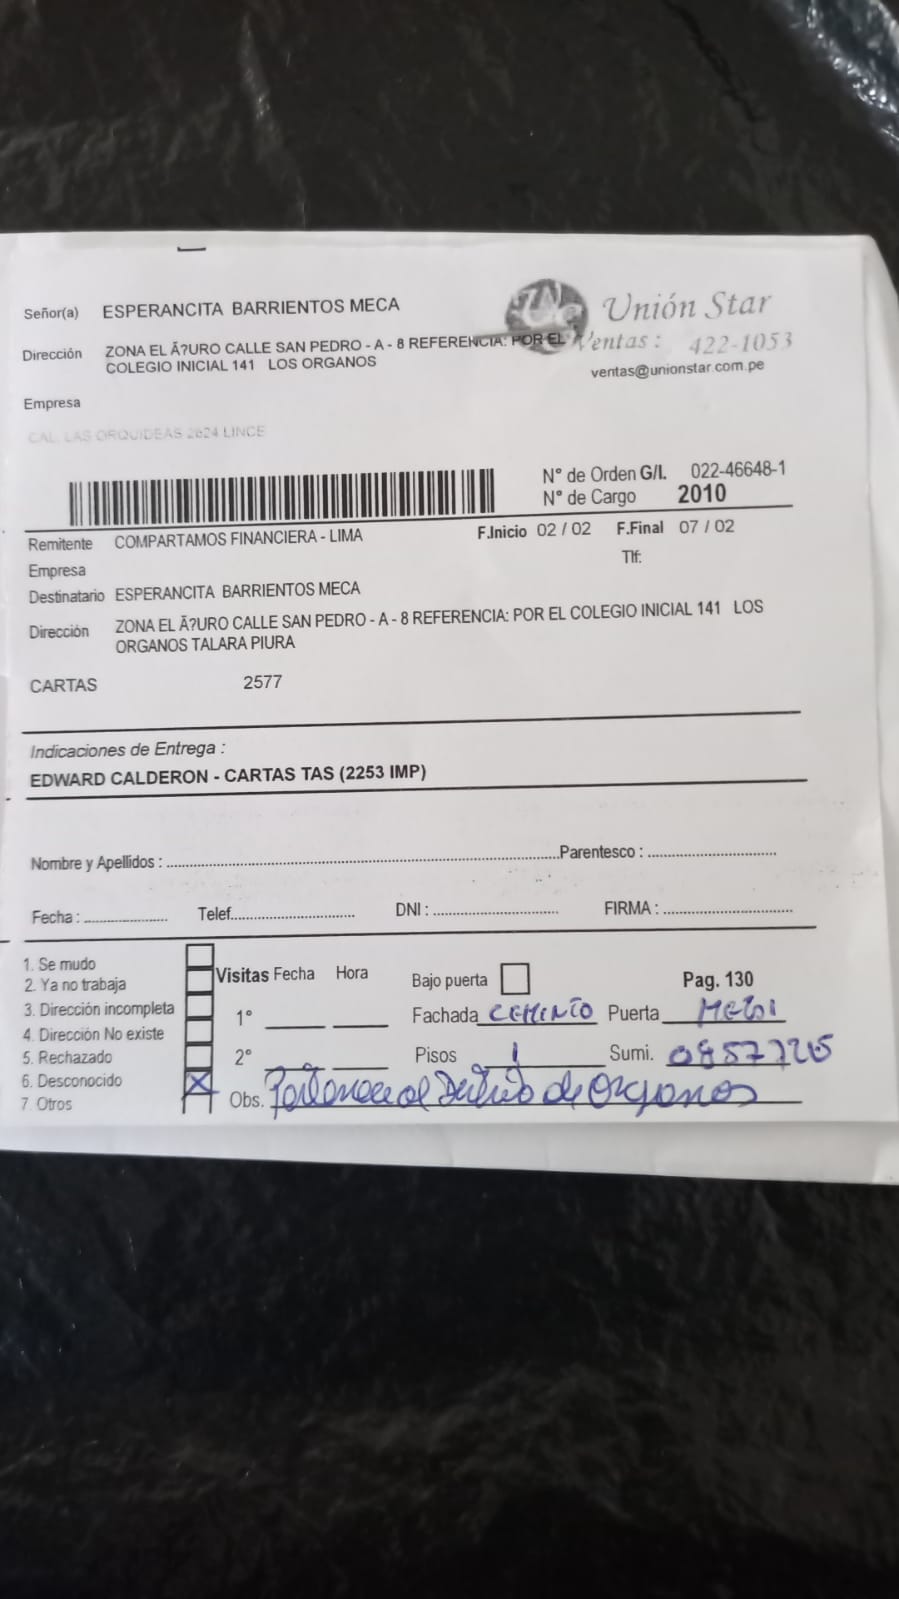 Señor(a) ESPERANCITA BARRIENTOS MECA
Unión Star
Dirección ZONA EL Ã?URO CALLE SAN PEDRO - A - 8 REFERENCIA: POR EL
COLEGIO INICIAL 141 LOS ORGANOS
Ventas: 422-1053
ventas@unionstar.com.pe
Empresa
CAL. LAS ORQUIDEAS 2624 LINCE
N° de Orden G/I. 022-46648-1
N° de Cargo 2010
Remitente COMPARTAMOS FINANCIERA - LIMA F.Inicio 02 / 02 F.Final 07 / 02
Empresa Tlf:
Destinatario ESPERANCITA BARRIENTOS MECA
Dirección ZONA EL Ã?URO CALLE SAN PEDRO - A - 8 REFERENCIA: POR EL COLEGIO INICIAL 141 LOS
ORGANOS TALARA PIURA
CARTAS 2577
Indicaciones de Entrega :
EDWARD CALDERON - CARTAS TAS (2253 IMP)
Nombre y Apellidos : Parentesco :
Fecha : Telef. DNI : FIRMA :
1. Se mudo
2. Ya no trabaja Visitas Fecha Hora Bajo puerta Pag. 130
3. Dirección incompleta 1° Fachada CEMENTO Puerta METAL
4. Dirección No existe
5. Rechazado 2° Pisos 1 Sumi.
6. Desconocido X
7. Otros Obs. Pertenece al Distrito de Organos